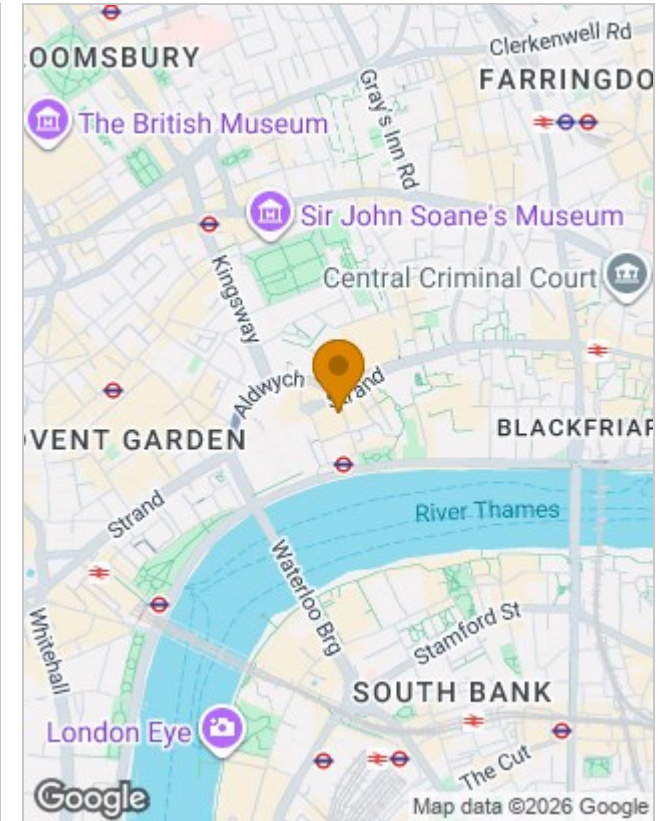 OOMSBURY
Clerkenwell Rd
FARRINGDO
The British Museum
Gray's Inn Rd
Sir John Soane's Museum
Kingsway
Central Criminal Court
Aldwych
Strand
VENT GARDEN
BLACKFRIAR
Strand
River Thames
Waterloo Brg
Whitehall
Stamford St
SOUTH BANK
London Eye
The Cut
Google
Map data ©2026 Google